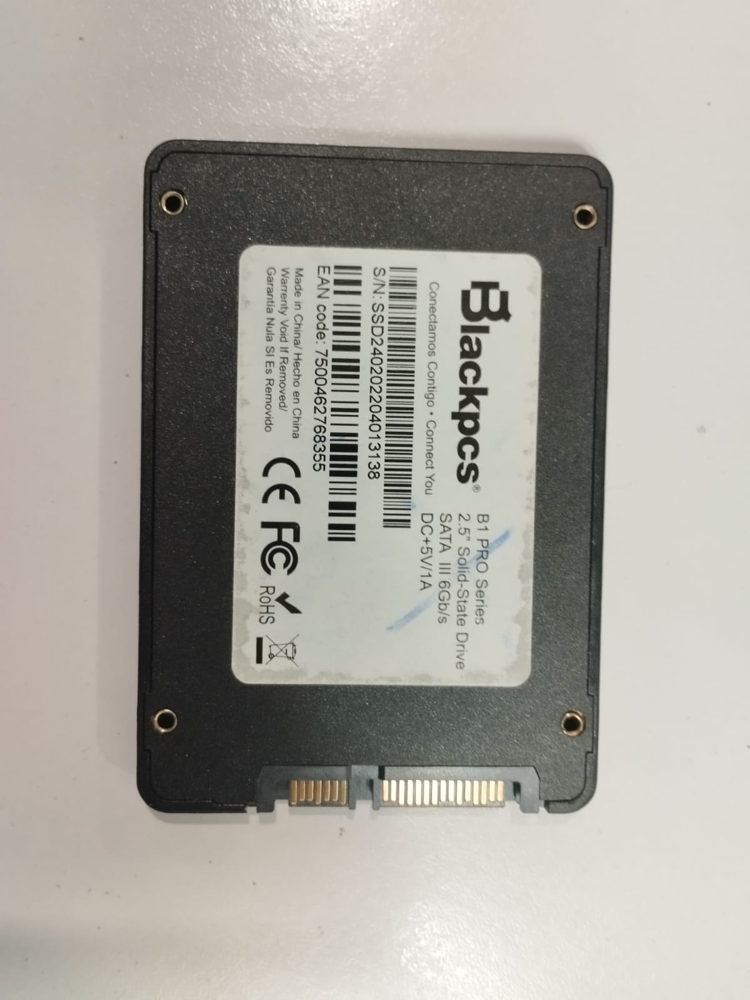 Blackpcs®
Conectamos Contigo • Connect You
B1 PRO Series
2.5" Solid-State Drive
SATA III 6Gb/s
DC+5V/1A
S/N: SSD240202204013138
EAN code: 7500462768355
Made in China/ Hecho en China
Warrenty Void If Removed/
Garantía Nula SI Es Removido
CE FC RoHS